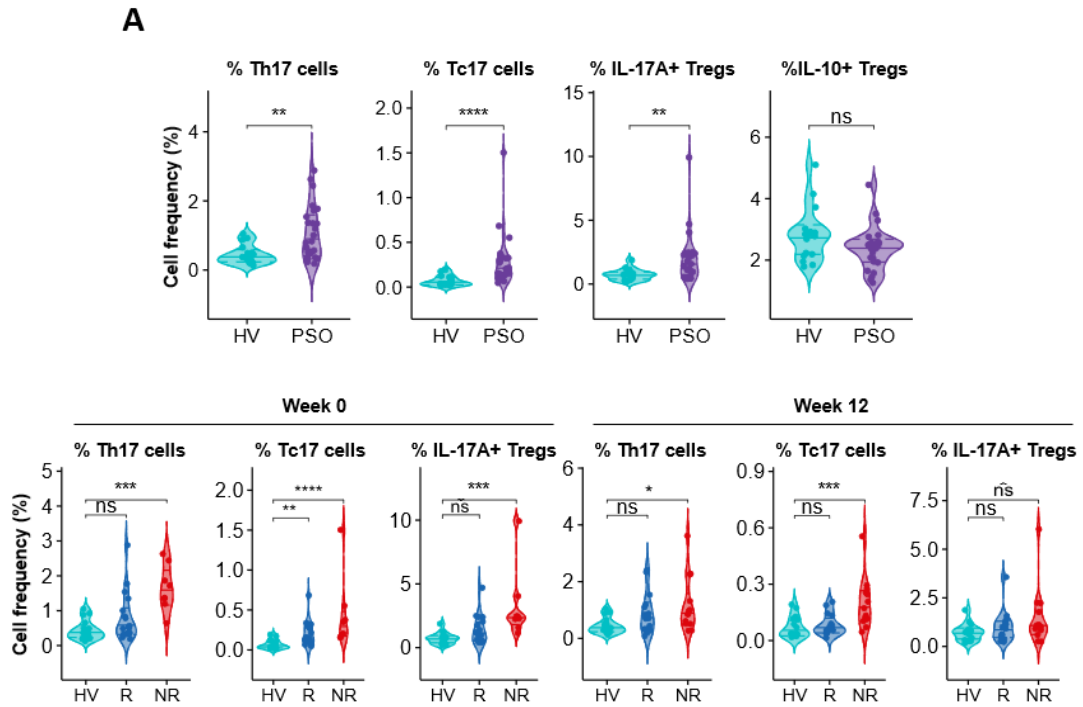 A
% Th17 cells
% Tc17 cells
% IL-17A+ Tregs
%IL-10+ Tregs
Cell frequency (%)
4
2
0
**
HV
PSO
2.0
1.5
1.0
0.5
0.0
****
HV
PSO
15
10
5
0
**
HV
PSO
6
4
2
ns
HV
PSO
Week 0
Week 12
% Th17 cells
% Tc17 cells
% IL-17A+ Tregs
% Th17 cells
% Tc17 cells
% IL-17A+ Tregs
Cell frequency (%)
5
4
3
2
1
0
***
ns
HV
R
NR
2.0
1.5
1.0
0.5
0.0
****
**
HV
R
NR
10
5
0
***
ns
HV
R
NR
6
4
2
0
*
ns
HV
R
NR
0.9
0.6
0.3
0.0
***
ns
HV
R
NR
7.5
5.0
2.5
0.0
ns
ns
HV
R
NR